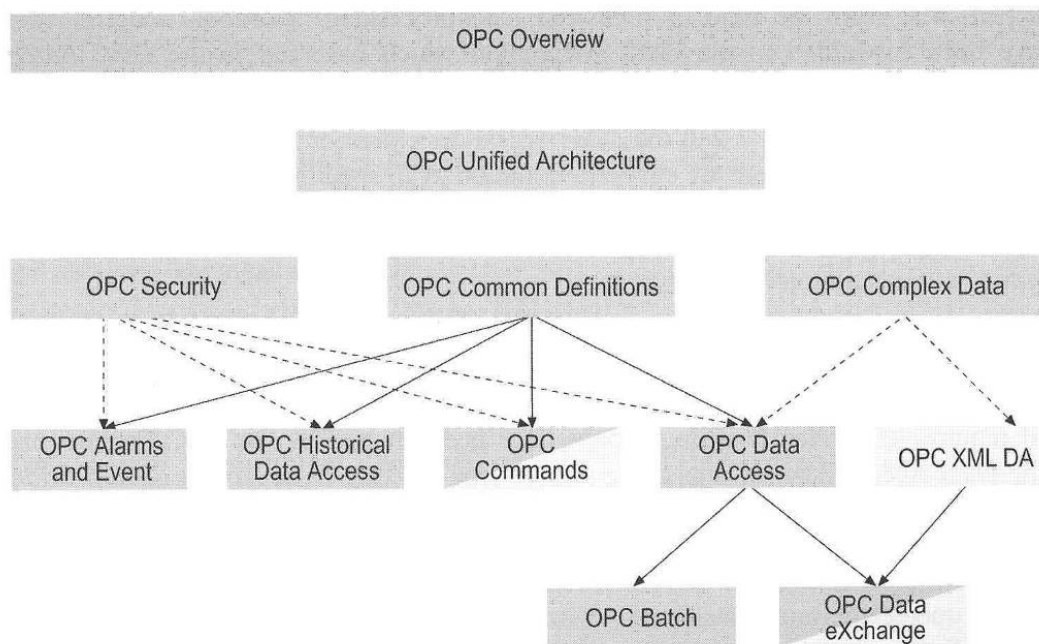 OPC Overview
OPC Unified Architecture
OPC Security
OPC Common Definitions
OPC Complex Data
OPC Alarms
and Event
OPC Historical
Data Access
OPC
Commands
OPC Data
Access
OPC XML DA
OPC Batch
OPC Data
eXchange